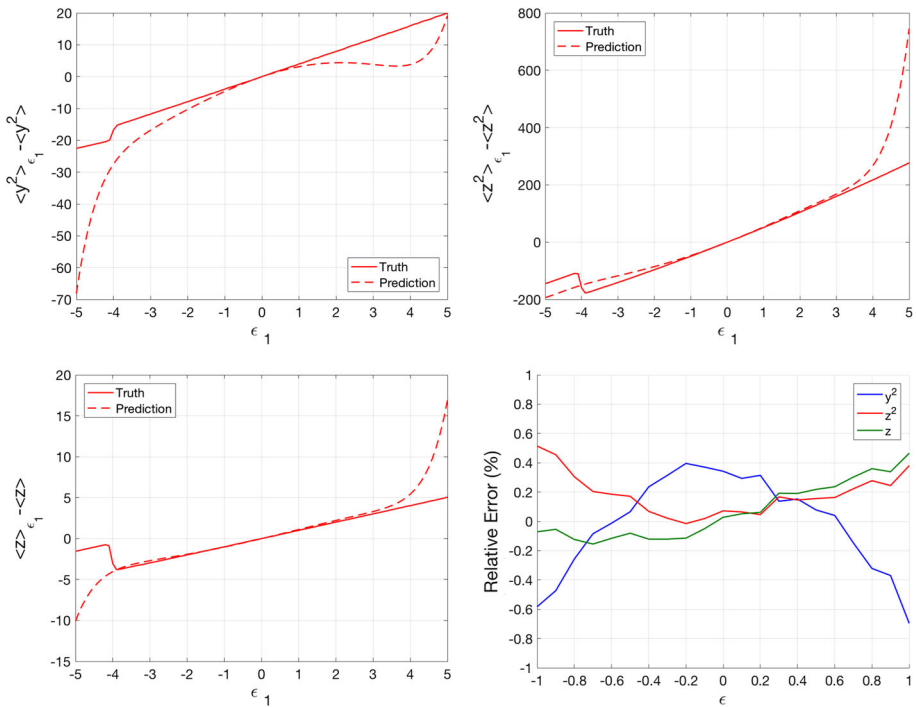 20
10
0
-10
-20
-30
-40
-50
-60
-70
<y²>ϵ₁ -<y²>
Truth
Prediction
-5 -4 -3 -2 -1 0 1 2 3 4 5
ϵ 1
800
600
400
200
0
-200
<z²>ϵ₁ -<z²>
Truth
Prediction
-5 -4 -3 -2 -1 0 1 2 3 4 5
ϵ 1
20
15
10
5
0
-5
-10
-15
<z>ϵ₁ -<z>
Truth
Prediction
-5 -4 -3 -2 -1 0 1 2 3 4 5
ϵ 1
1
0.8
0.6
0.4
0.2
0
-0.2
-0.4
-0.6
-0.8
-1
Relative Error (%)
y²
z²
z
-1 -0.8 -0.6 -0.4 -0.2 0 0.2 0.4 0.6 0.8 1
ϵ